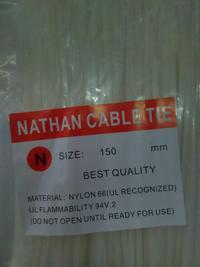 NATHAN CABLE TIE
N SIZE: 150 mm
BEST QUALITY
MATERIAL: NYLON 66(UL RECOGNIZED)
UL FLAMMABILITY 94V.2
(DO NOT OPEN UNTIL READY FOR USE)